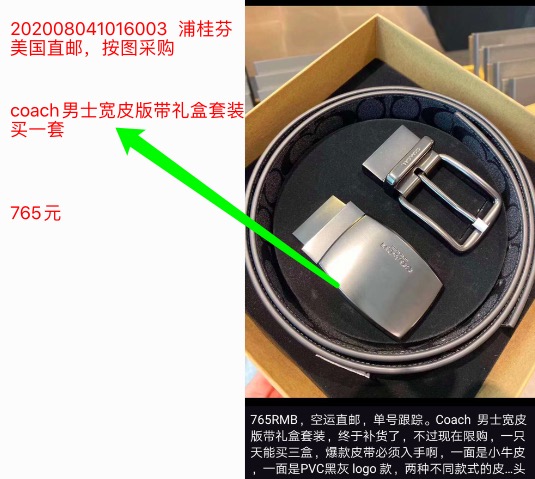 202008041016003 浦桂芬
美国直邮，按图采购
coach男士宽皮版带礼盒套装
买一套
765元
COACH
765RMB，空运直邮，单号跟踪。Coach 男士宽皮
版带礼盒套装，终于补货了，不过现在限购，一只
天能买三盒，爆款皮带必须入手啊，一面是小牛皮
，一面是PVC黑灰 logo 款，两种不同款式的皮...头